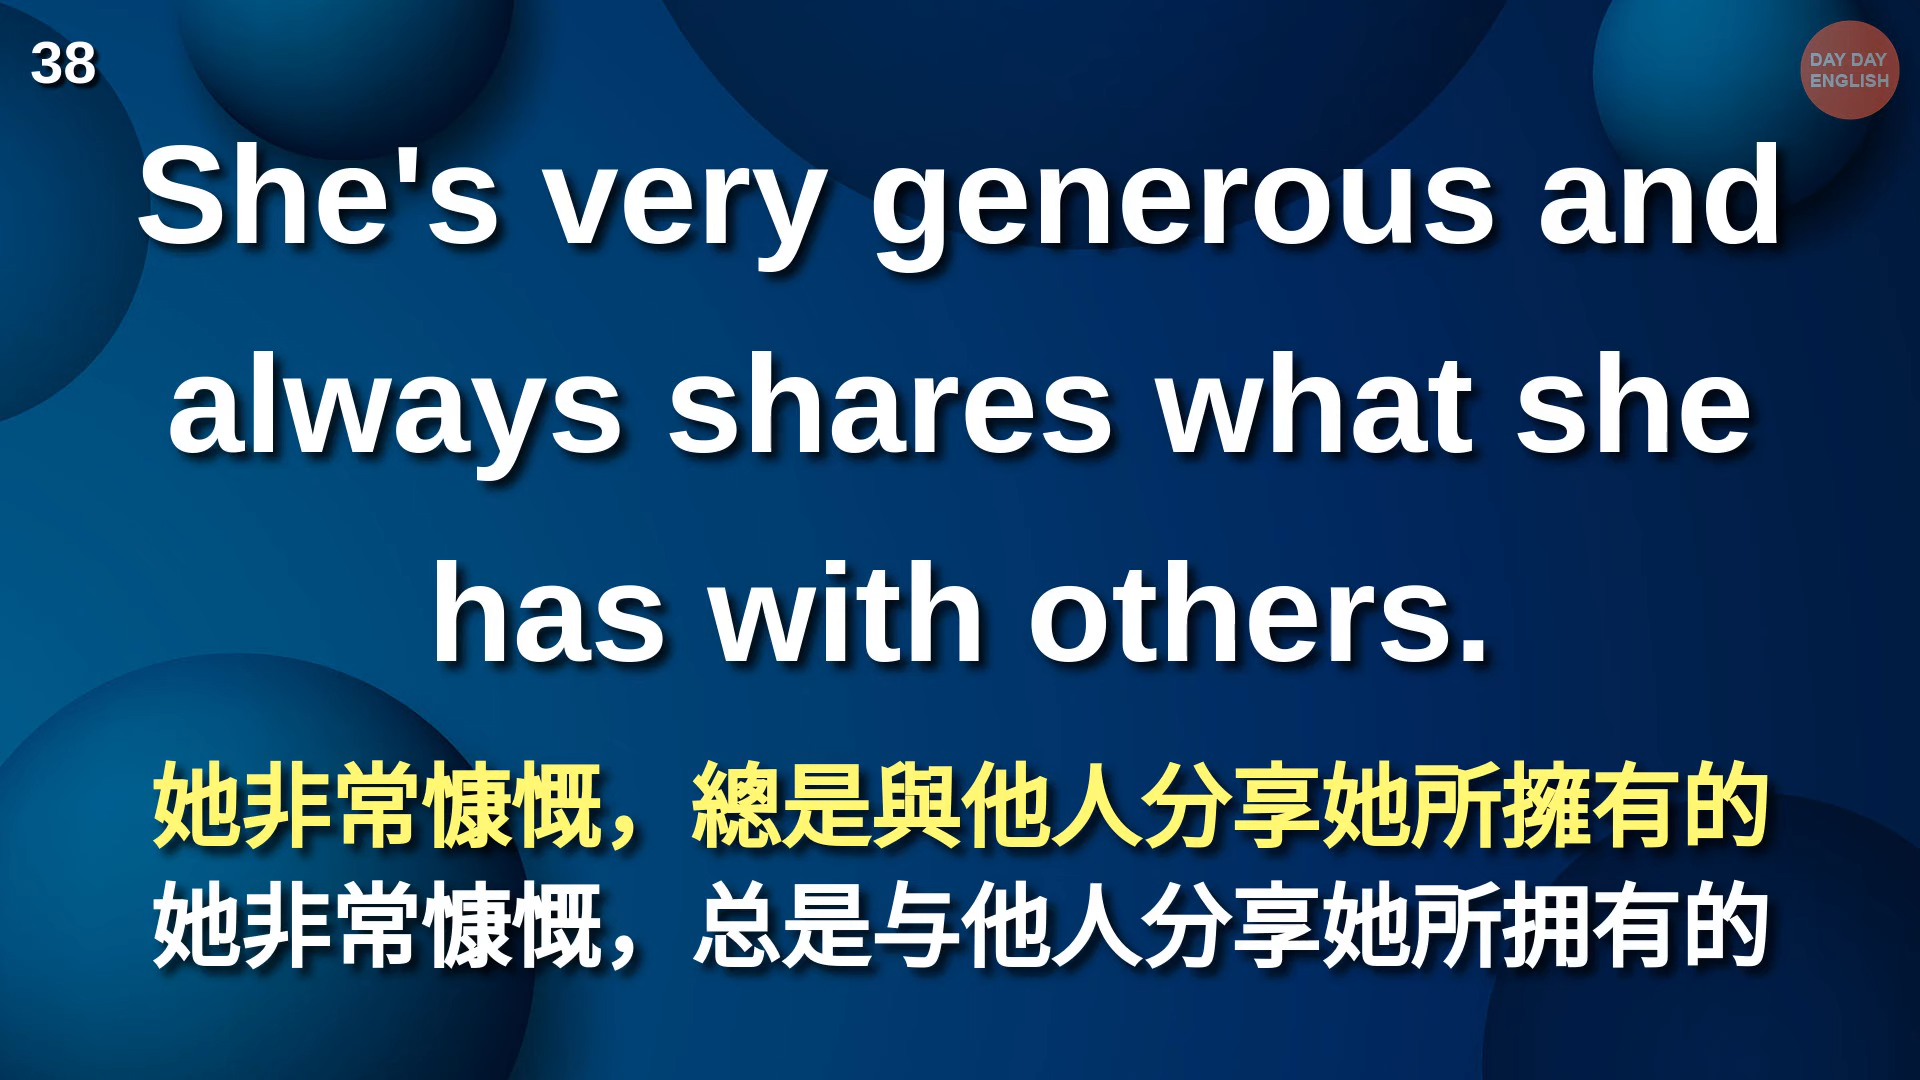 38
DAY DAY
ENGLISH
She's very generous and
always shares what she
has with others.
她非常慷慨，總是與他人分享她所擁有的
她非常慷慨，总是与他人分享她所拥有的